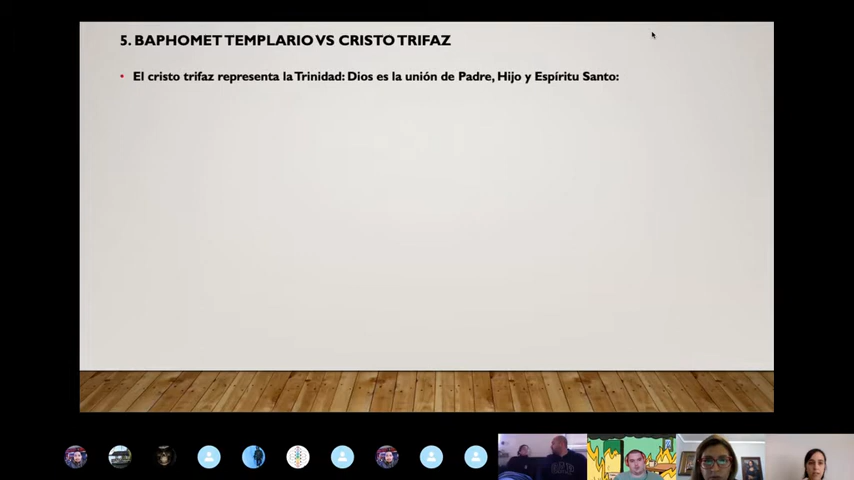 5. BAPHOMET TEMPLARIO VS CRISTO TRIFAZ
• El cristo trifaz representa la Trinidad: Dios es la unión de Padre, Hijo y Espíritu Santo:
GAP